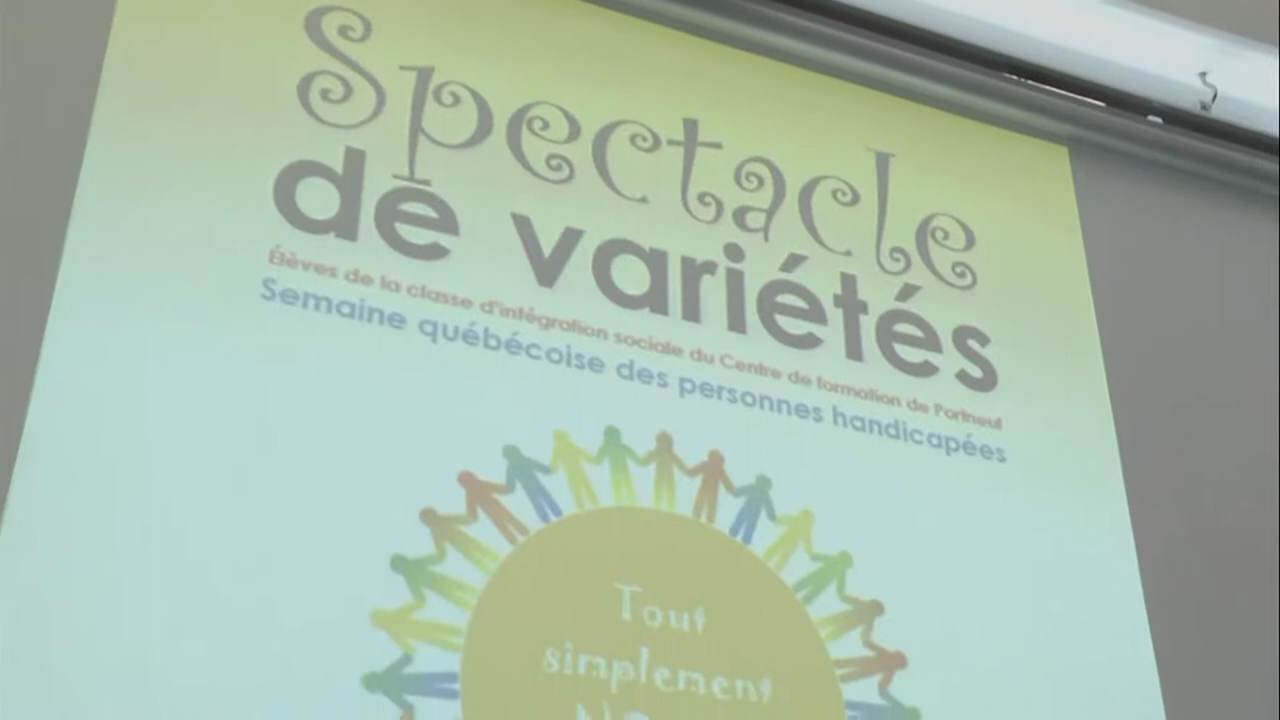 Spectacle
de variétés
Élèves de la classe d'intégration sociale du Centre de formation de Portneuf
Semaine québécoise des personnes handicapées
Tout
simplement